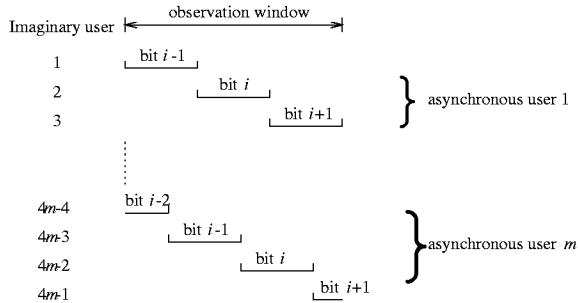 observation window
Imaginary user
1
bit i-1
2
bit i
asynchronous user 1
3
bit i+1
4m-4
bit i-2
4m-3
bit i-1
asynchronous user m
4m-2
bit i
4m-1
bit i+1